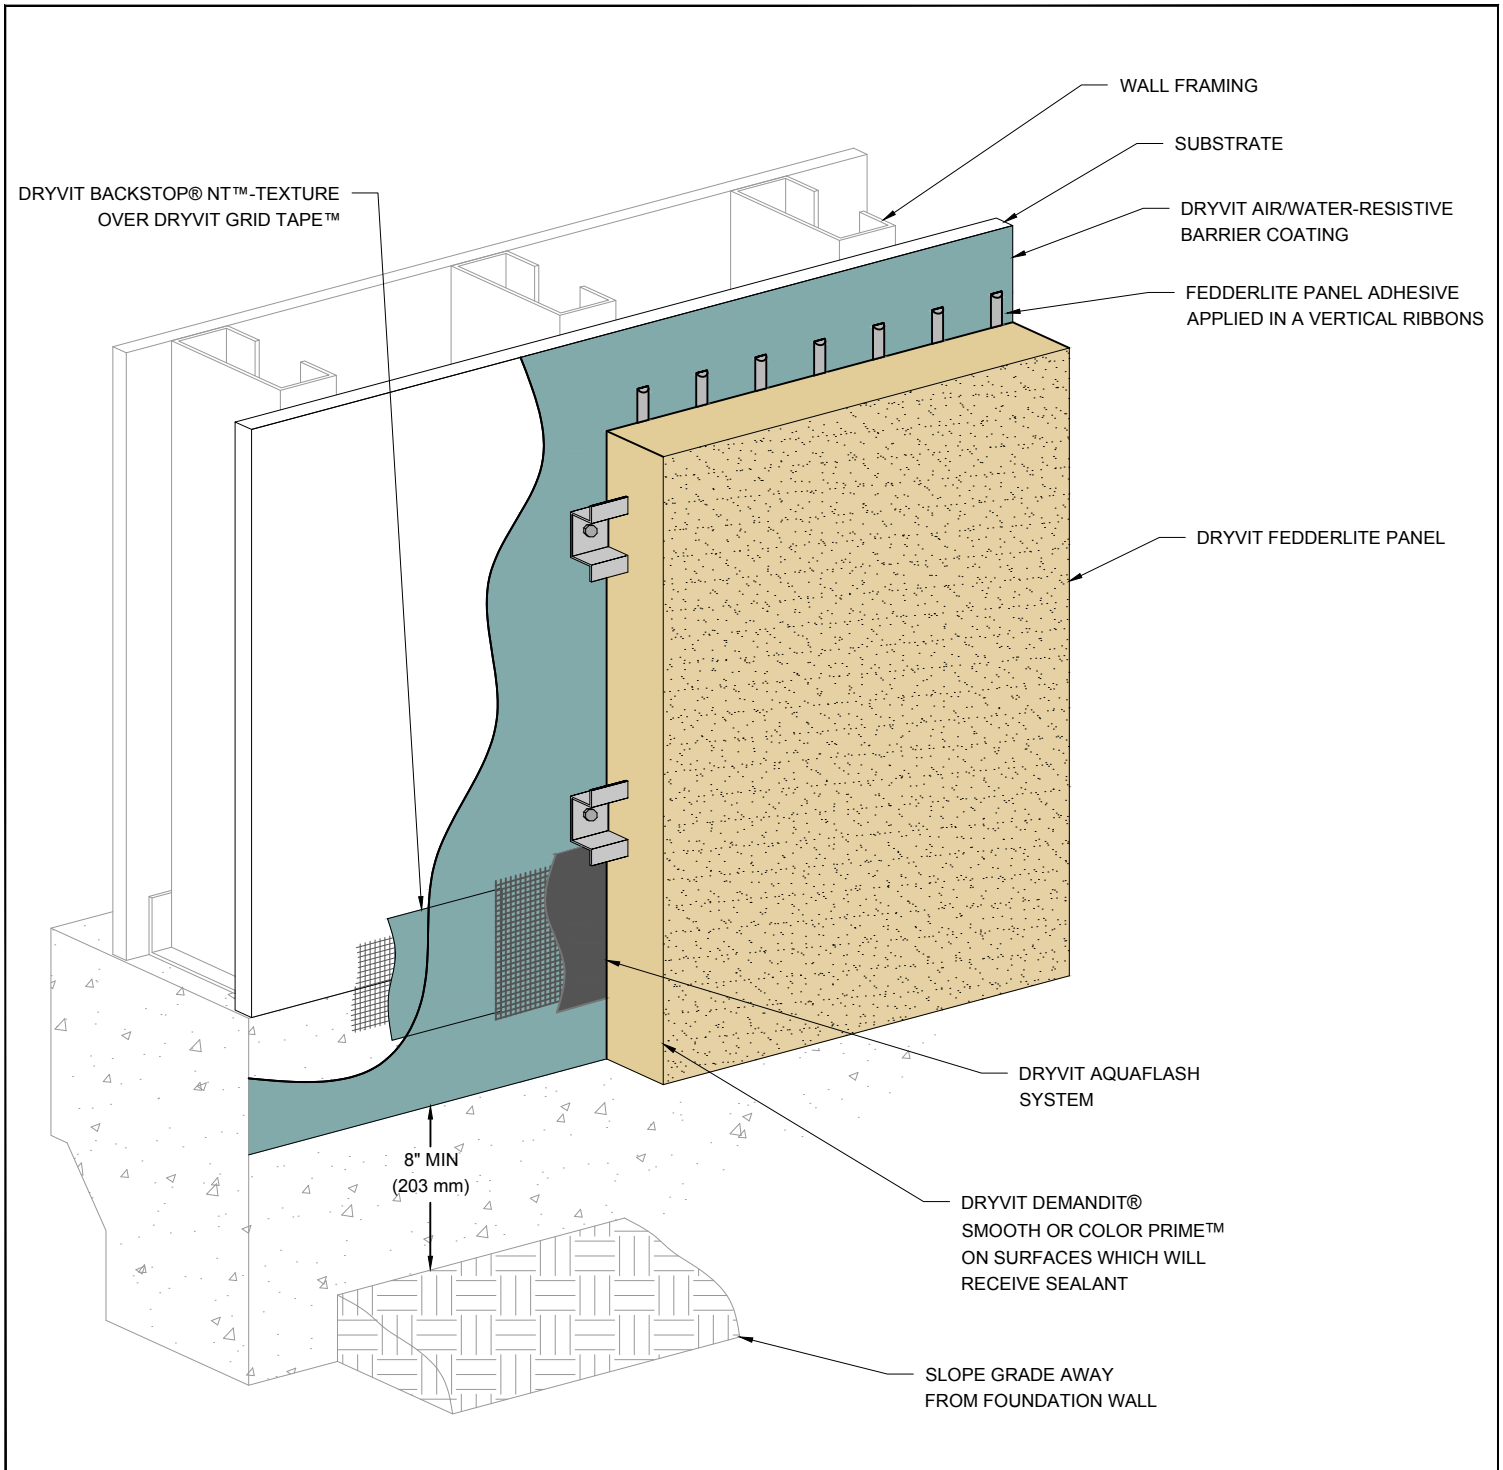 WALL FRAMING
SUBSTRATE
DRYVIT BACKSTOP® NT™-TEXTURE
OVER DRYVIT GRID TAPE™
DRYVIT AIR/WATER-RESISTIVE
BARRIER COATING
FEDDERLITE PANEL ADHESIVE
APPLIED IN A VERTICAL RIBBONS
DRYVIT FEDDERLITE PANEL
DRYVIT AQUAFLASH
SYSTEM
8" MIN
(203 mm)
DRYVIT DEMANDIT®
SMOOTH OR COLOR PRIME™
ON SURFACES WHICH WILL
RECEIVE SEALANT
SLOPE GRADE AWAY
FROM FOUNDATION WALL